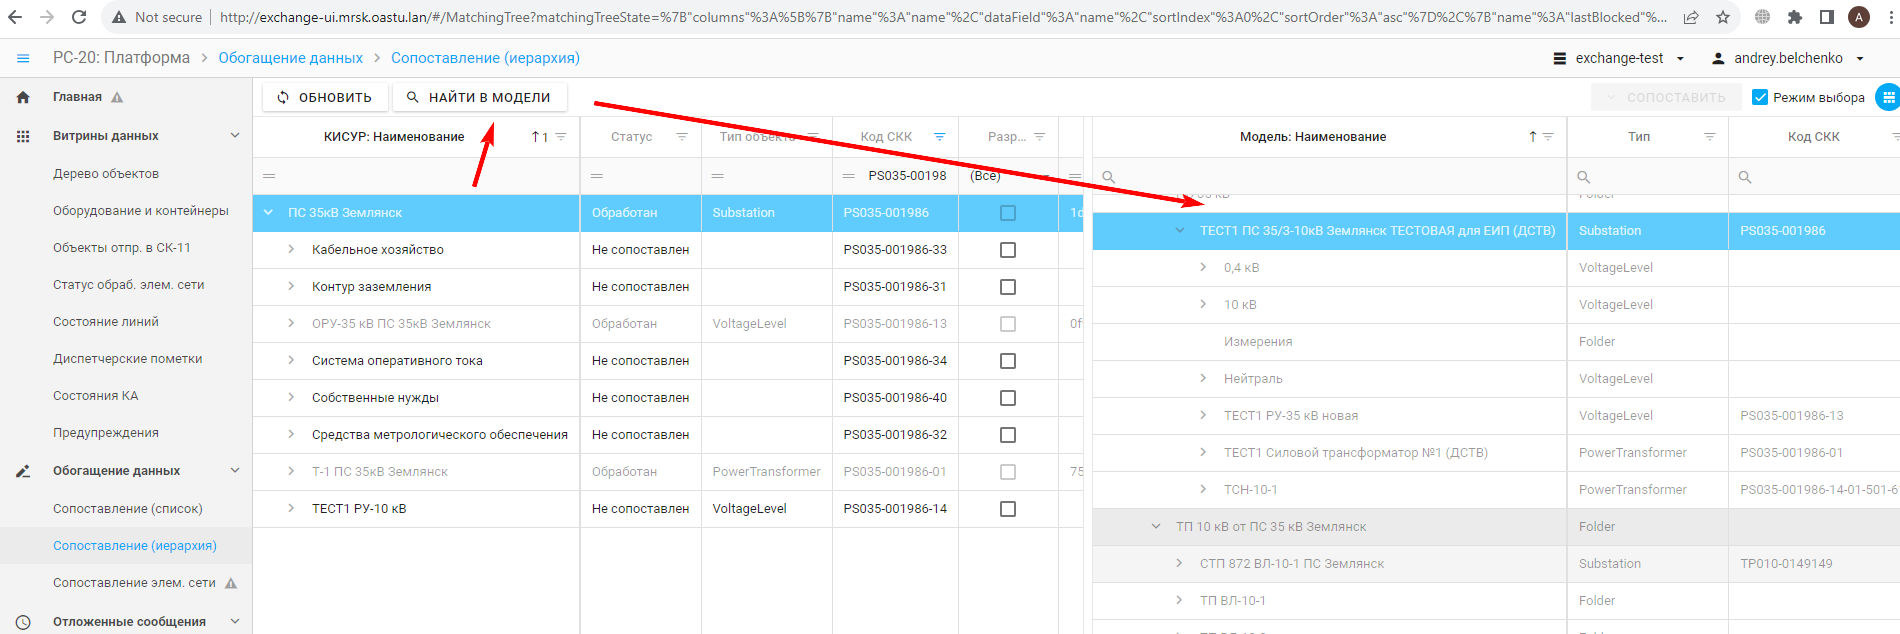 Not secure http://exchange-ui.mrsk.oastu.lan/#/MatchingTree?matchingTreeState=%7B"columns"%3A%5B%7B"name"%3A"name"%2C"dataField"%3A"name"%2C"sortIndex"%3A0%2C"sortOrder"%3A"asc"%7D%2C%7B"name"%3A"lastBlocked"%... A
РС-20: Платформа > Обогащение данных > Сопоставление (иерархия) exchange-test andrey.belchenko
Главная
Витрины данных
Дерево объектов
Оборудование и контейнеры
Объекты отпр. в СК-11
Статус обраб. элем. сети
Состояние линий
Диспетчерские пометки
Состояния КА
Предупреждения
Обогащение данных
Сопоставление (список)
Сопоставление (иерархия)
Сопоставление элем. сети
Отложенные сообщения
ОБНОВИТЬ НАЙТИ В МОДЕЛИ СОПОСТАВИТЬ Режим выбора
КИСУР: Наименование 1 Статус Тип объекта Код СКК Разр...
= = = = PS035-00198 (Все) =
ПС 35кВ Землянск Обработан Substation PS035-001986
Кабельное хозяйство Не сопоставлен PS035-001986-33
Контур заземления Не сопоставлен PS035-001986-31
ОРУ-35 кВ ПС 35кВ Землянск Обработан VoltageLevel PS035-001986-13 0f
Система оперативного тока Не сопоставлен PS035-001986-34
Собственные нужды Не сопоставлен PS035-001986-40
Средства метрологического обеспечения Не сопоставлен PS035-001986-32
Т-1 ПС 35кВ Землянск Обработан PowerTransformer PS035-001986-01 75
ТЕСТ1 РУ-10 кВ Не сопоставлен VoltageLevel PS035-001986-14
Модель: Наименование Тип Код СКК
ТЕСТ1 ПС 35/3-10кВ Землянск ТЕСТОВАЯ для ЕИП (ДСТВ) Substation PS035-001986
0,4 кВ VoltageLevel
10 кВ VoltageLevel
Измерения Folder
Нейтраль VoltageLevel
ТЕСТ1 РУ-35 кВ новая VoltageLevel PS035-001986-13
ТЕСТ1 Силовой трансформатор №1 (ДСТВ) PowerTransformer PS035-001986-01
ТСН-10-1 PowerTransformer PS035-001986-14-01-501-6
ТП 10 кВ от ПС 35 кВ Землянск Folder
СТП 872 ВЛ-10-1 ПС Землянск Substation TP010-0149149
ТП ВЛ-10-1 Folder